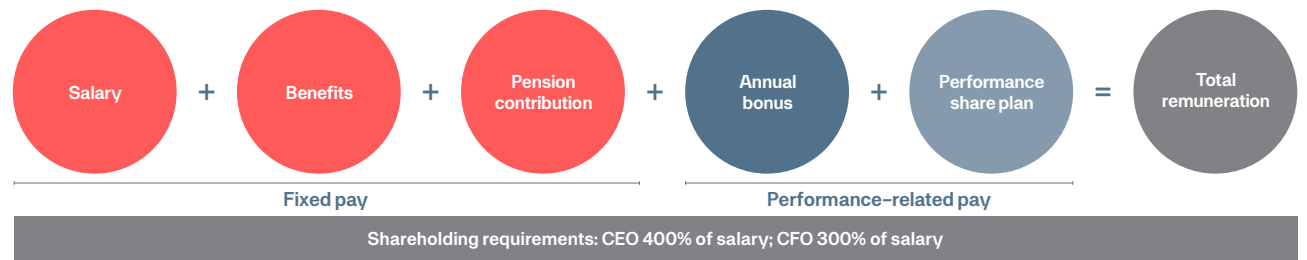 Salary
+
Benefits
+
Pension
contribution
+
Annual
bonus
+
Performance
share plan
=
Total
remuneration
Fixed pay
Performance-related pay
Shareholding requirements: CEO 400% of salary; CFO 300% of salary